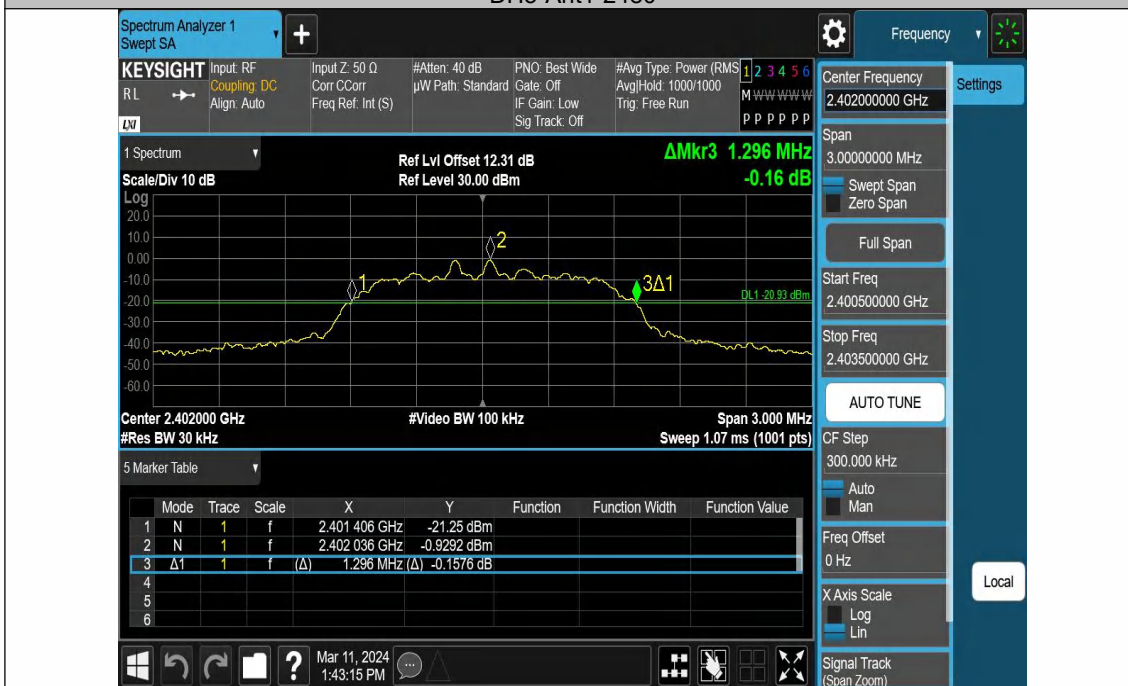 Spectrum Analyzer 1
Swept SA
+
Frequency
KEYSIGHT
RL
LXI
Input: RF
Coupling: DC
Align: Auto
Input Z: 50 Ω
Corr CCorr
Freq Ref: Int (S)
#Atten: 40 dB
µW Path: Standard
PNO: Best Wide
Gate: Off
IF Gain: Low
Sig Track: Off
#Avg Type: Power (RMS
Avg|Hold: 1000/1000
Trig: Free Run
1 2 3 4 5 6
M W W W W W
P P P P P P
1 Spectrum
Scale/Div 10 dB
Ref Lvl Offset 12.31 dB
Ref Level 30.00 dBm
ΔMkr3 1.296 MHz
-0.16 dB
Log
20.0
10.0
0.00
-10.0
-20.0
-30.0
-40.0
-50.0
-60.0
1
2
3Δ1
DL1 -20.93 dBm
Center 2.402000 GHz
#Video BW 100 kHz
Span 3.000 MHz
#Res BW 30 kHz
Sweep 1.07 ms (1001 pts)
5 Marker Table
Mode Trace Scale X Y Function Function Width Function Value
1 N 1 f 2.401 406 GHz -21.25 dBm
2 N 1 f 2.402 036 GHz -0.9292 dBm
3 Δ1 1 f (Δ) 1.296 MHz (Δ) -0.1576 dB
4
5
6
?
Mar 11, 2024
1:43:15 PM
Center Frequency
2.402000000 GHz
Settings
Span
3.00000000 MHz
Swept Span
Zero Span
Full Span
Start Freq
2.400500000 GHz
Stop Freq
2.403500000 GHz
AUTO TUNE
CF Step
300.000 kHz
Auto
Man
Freq Offset
0 Hz
X Axis Scale
Log
Lin
Local
Signal Track
(Span Zoom)